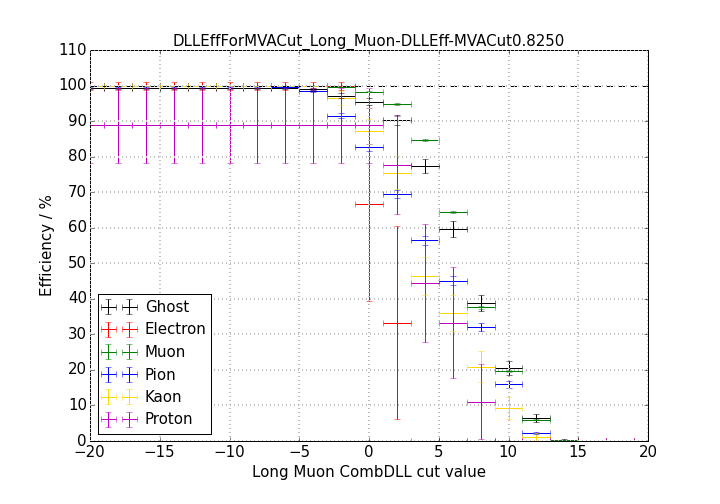 DLLEffForMVACut_Long_Muon-DLLEff-MVACut0.8250
110
100
90
80
70
60
50
40
30
20
10
0
Efficiency / %
Ghost
Electron
Muon
Pion
Kaon
Proton
−20 −15 −10 −5 0 5 10 15 20
Long Muon CombDLL cut value